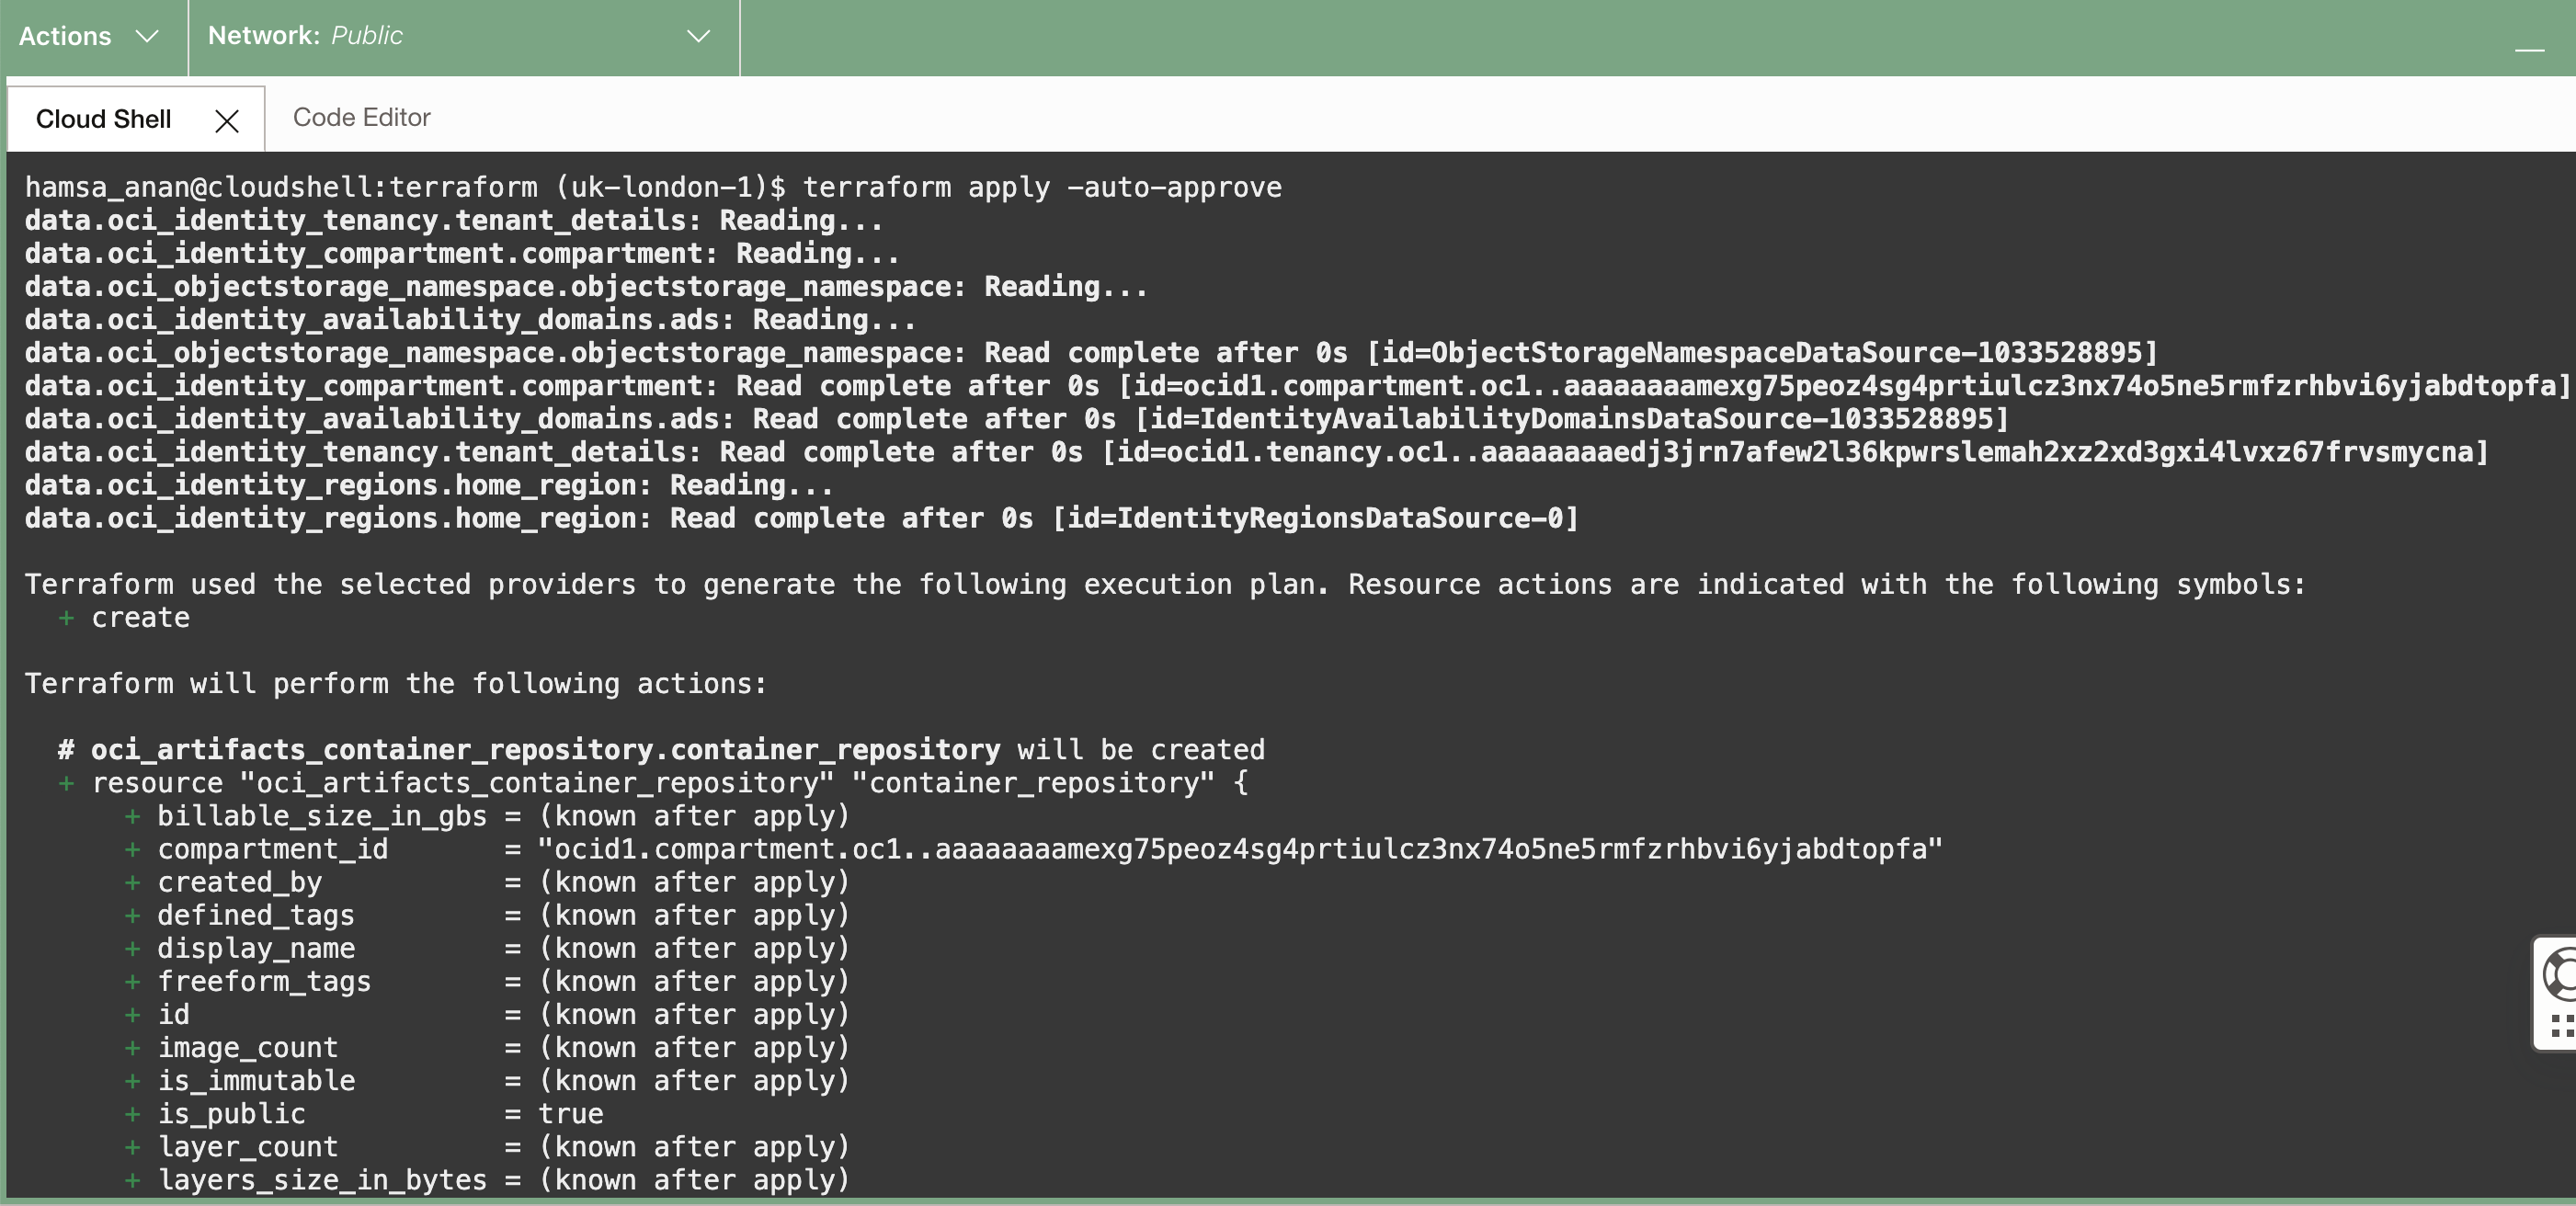 Actions
Network: Public
Cloud Shell
Code Editor
hamsa_anan@cloudshell:terraform (uk-london-1)$ terraform apply -auto-approve
data.oci_identity_tenancy.tenant_details: Reading...
data.oci_identity_compartment.compartment: Reading...
data.oci_objectstorage_namespace.objectstorage_namespace: Reading...
data.oci_identity_availability_domains.ads: Reading...
data.oci_objectstorage_namespace.objectstorage_namespace: Read complete after 0s [id=ObjectStorageNamespaceDataSource-1033528895]
data.oci_identity_compartment.compartment: Read complete after 0s [id=ocid1.compartment.oc1..aaaaaaaamexg75peoz4sg4prtiulcz3nx74o5ne5rmfzrhbvi6yjabdtopfa]
data.oci_identity_availability_domains.ads: Read complete after 0s [id=IdentityAvailabilityDomainsDataSource-1033528895]
data.oci_identity_tenancy.tenant_details: Read complete after 0s [id=ocid1.tenancy.oc1..aaaaaaaaedj3jrn7afew2l36kpwrslemah2xz2xd3gxi4lvxz67frvsmycna]
data.oci_identity_regions.home_region: Reading...
data.oci_identity_regions.home_region: Read complete after 0s [id=IdentityRegionsDataSource-0]
Terraform used the selected providers to generate the following execution plan. Resource actions are indicated with the following symbols:
+ create
Terraform will perform the following actions:
# oci_artifacts_container_repository.container_repository will be created
+ resource "oci_artifacts_container_repository" "container_repository" {
+ billable_size_in_gbs = (known after apply)
+ compartment_id = "ocid1.compartment.oc1..aaaaaaaamexg75peoz4sg4prtiulcz3nx74o5ne5rmfzrhbvi6yjabdtopfa"
+ created_by = (known after apply)
+ defined_tags = (known after apply)
+ display_name = (known after apply)
+ freeform_tags = (known after apply)
+ id = (known after apply)
+ image_count = (known after apply)
+ is_immutable = (known after apply)
+ is_public = true
+ layer_count = (known after apply)
+ layers_size_in_bytes = (known after apply)